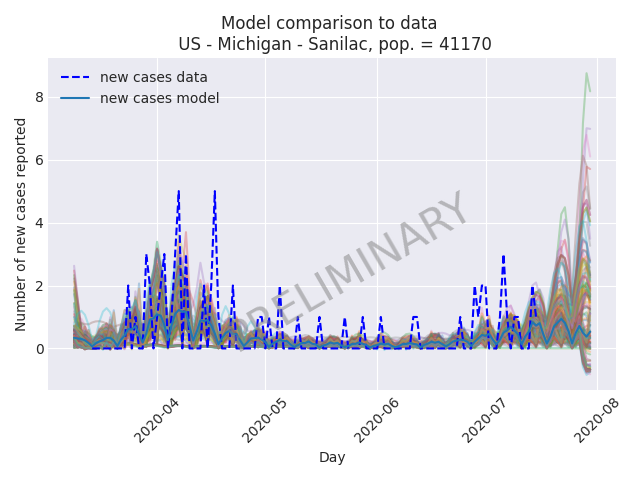 Model comparison to data
US - Michigan - Sanilac, pop. = 41170
new cases data
new cases model
Number of new cases reported
8
6
4
2
0
PRELIMINARY
2020-04
2020-05
2020-06
2020-07
2020-08
Day